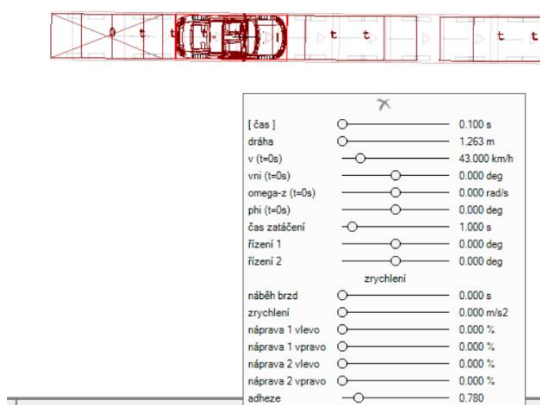 t t t t t t
[ čas ] 0.100 s
dráha 1.263 m
v (t=0s) 43.000 km/h
vni (t=0s) 0.000 deg
omega-z (t=0s) 0.000 rad/s
phi (t=0s) 0.000 deg
čas zatáčení 1.000 s
řízení 1 0.000 deg
řízení 2 0.000 deg
zrychlení
náběh brzd 0.000 s
zrychlení 0.000 m/s2
náprava 1 vlevo 0.000 %
náprava 1 vpravo 0.000 %
náprava 2 vlevo 0.000 %
náprava 2 vpravo 0.000 %
adheze 0.780